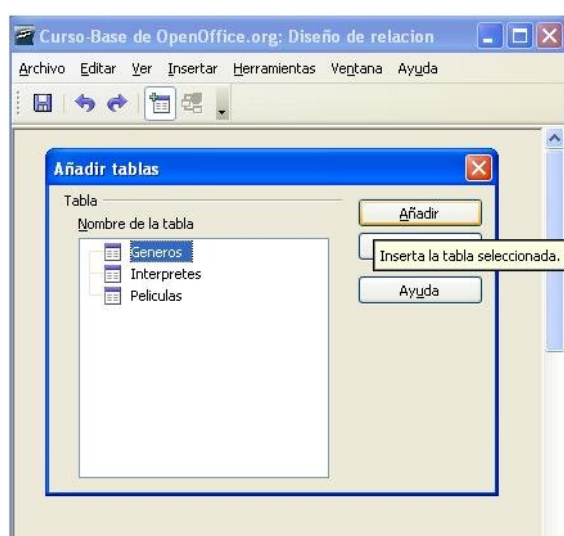 Curso-Base de OpenOffice.org: Diseño de relacion
Archivo Editar Ver Insertar Herramientas Ventana Ayuda
Añadir tablas
Tabla
Nombre de la tabla
Generos
Interpretes
Peliculas
Añadir
Inserta la tabla seleccionada.
Ayuda